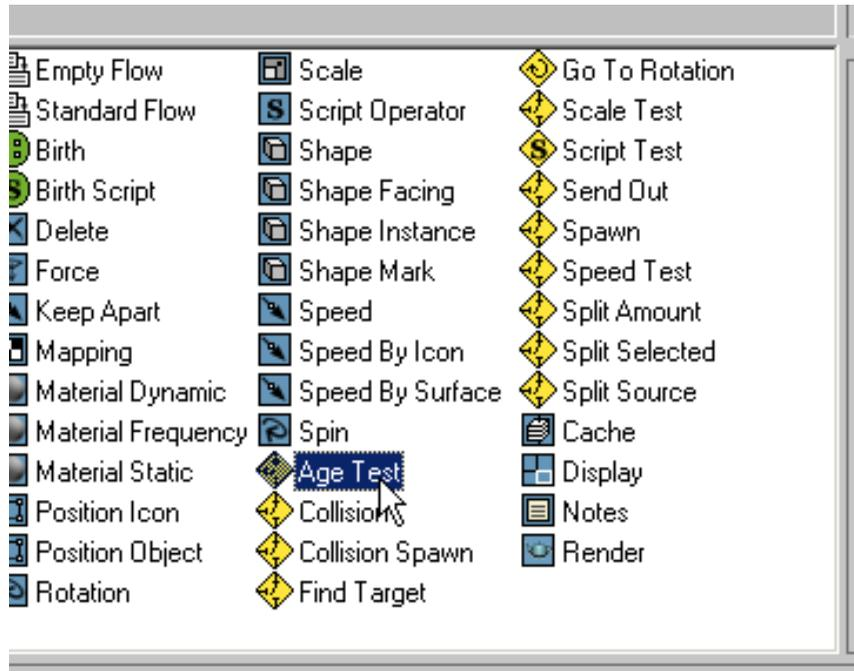 Empty Flow
Standard Flow
Birth
Birth Script
Delete
Force
Keep Apart
Mapping
Material Dynamic
Material Frequency
Material Static
Position Icon
Position Object
Rotation
Scale
Script Operator
Shape
Shape Facing
Shape Instance
Shape Mark
Speed
Speed By Icon
Speed By Surface
Spin
Age Test
Collision
Collision Spawn
Find Target
Go To Rotation
Scale Test
Script Test
Send Out
Spawn
Speed Test
Split Amount
Split Selected
Split Source
Cache
Display
Notes
Render